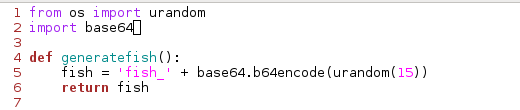 1 from os import urandom
2 import base64
3
4 def generatefish():
5     fish = 'fish_' + base64.b64encode(urandom(15))
6     return fish
7